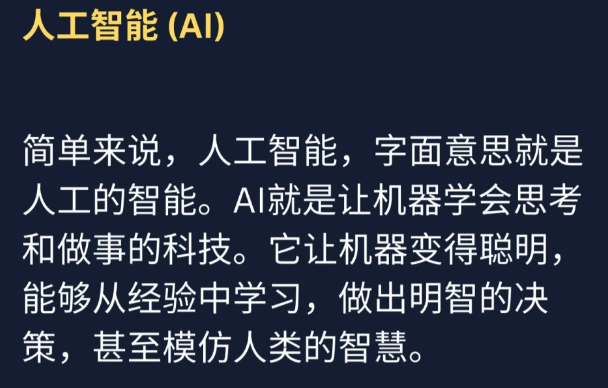 人工智能 (AI)
简单来说，人工智能，字面意思就是
人工的智能。AI就是让机器学会思考
和做事的科技。它让机器变得聪明，
能够从经验中学习，做出明智的决
策，甚至模仿人类的智慧。